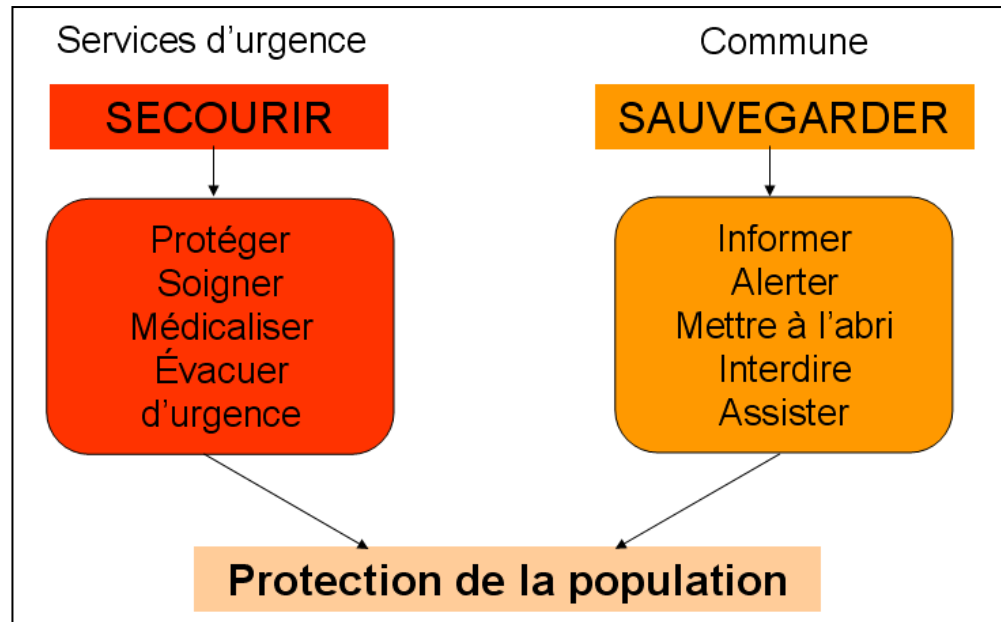 Services d'urgence
SECOURIR
Protéger
Soigner
Médicaliser
Évacuer
d'urgence
Commune
SAUVEGARDER
Informer
Alerter
Mettre à l'abri
Interdire
Assister
Protection de la population